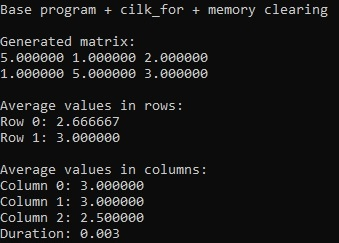 Base program + cilk_for + memory clearing
Generated matrix:
5.000000 1.000000 2.000000
1.000000 5.000000 3.000000
Average values in rows:
Row 0: 2.666667
Row 1: 3.000000
Average values in columns:
Column 0: 3.000000
Column 1: 3.000000
Column 2: 2.500000
Duration: 0.003